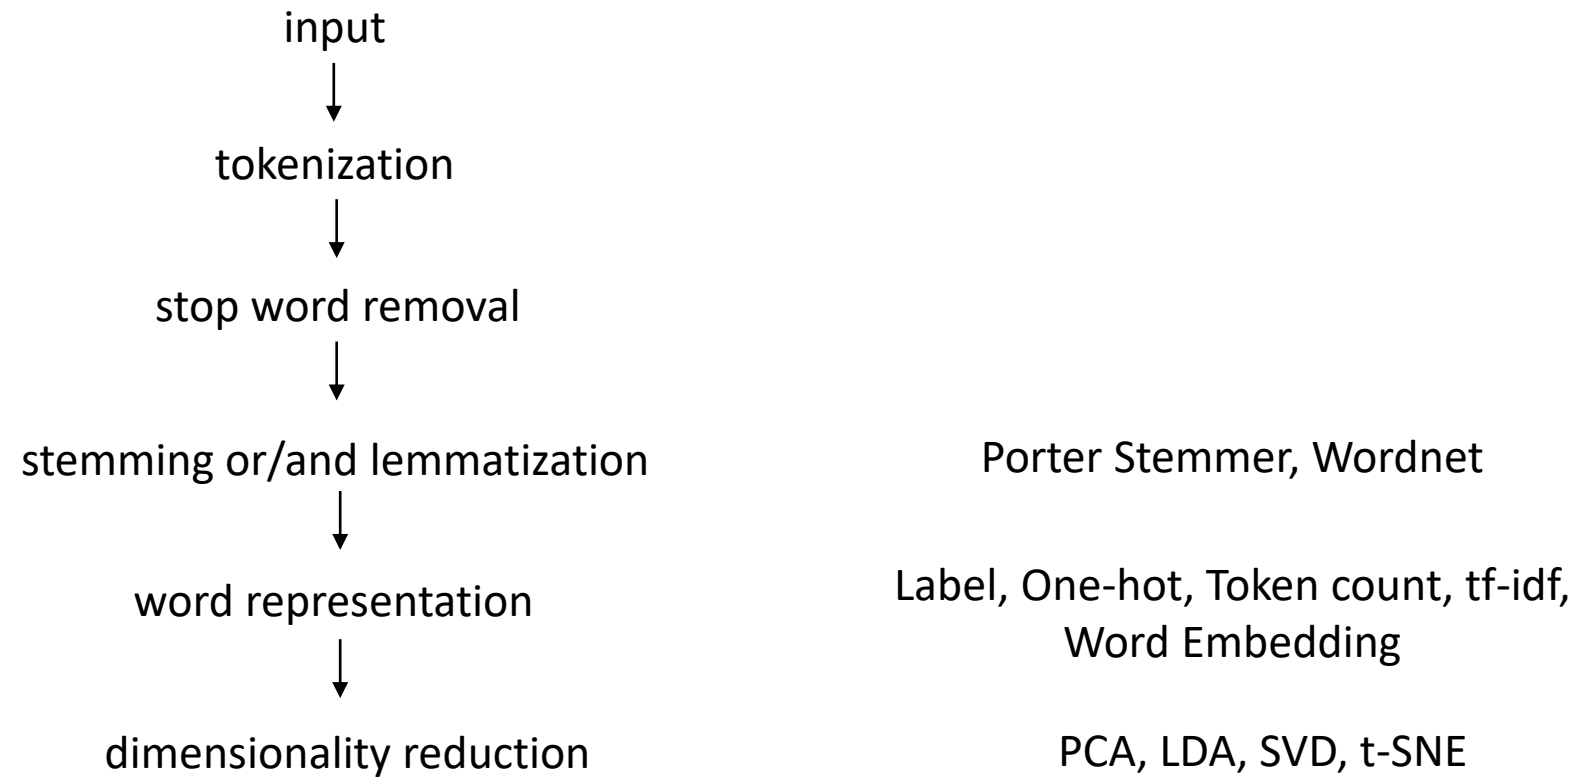 input
tokenization
stop word removal
stemming or/and lemmatization
Porter Stemmer, Wordnet
word representation
Label, One-hot, Token count, tf-idf,
Word Embedding
dimensionality reduction
PCA, LDA, SVD, t-SNE